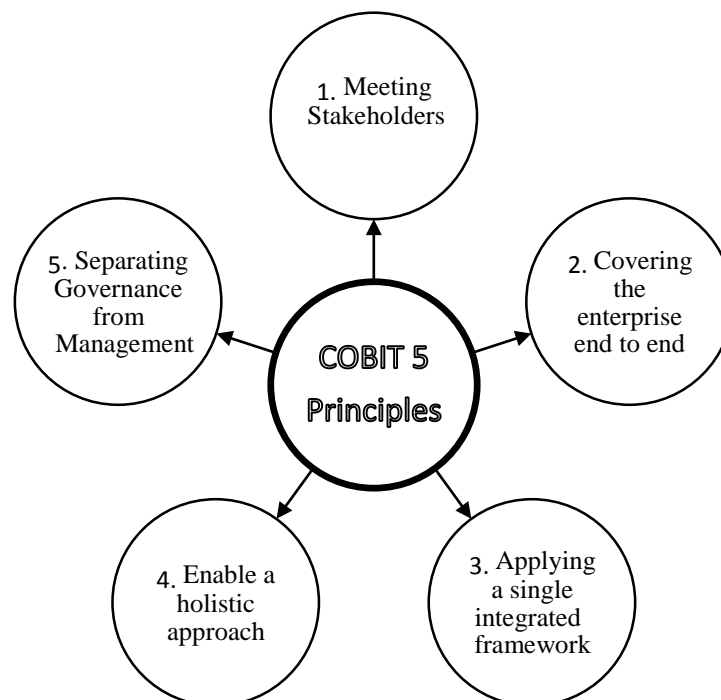 1. Meeting
Stakeholders
5. Separating
Governance
from
Management
2. Covering
the
enterprise
end to end
COBIT 5
Principles
4. Enable a
holistic
approach
3. Applying
a single
integrated
framework